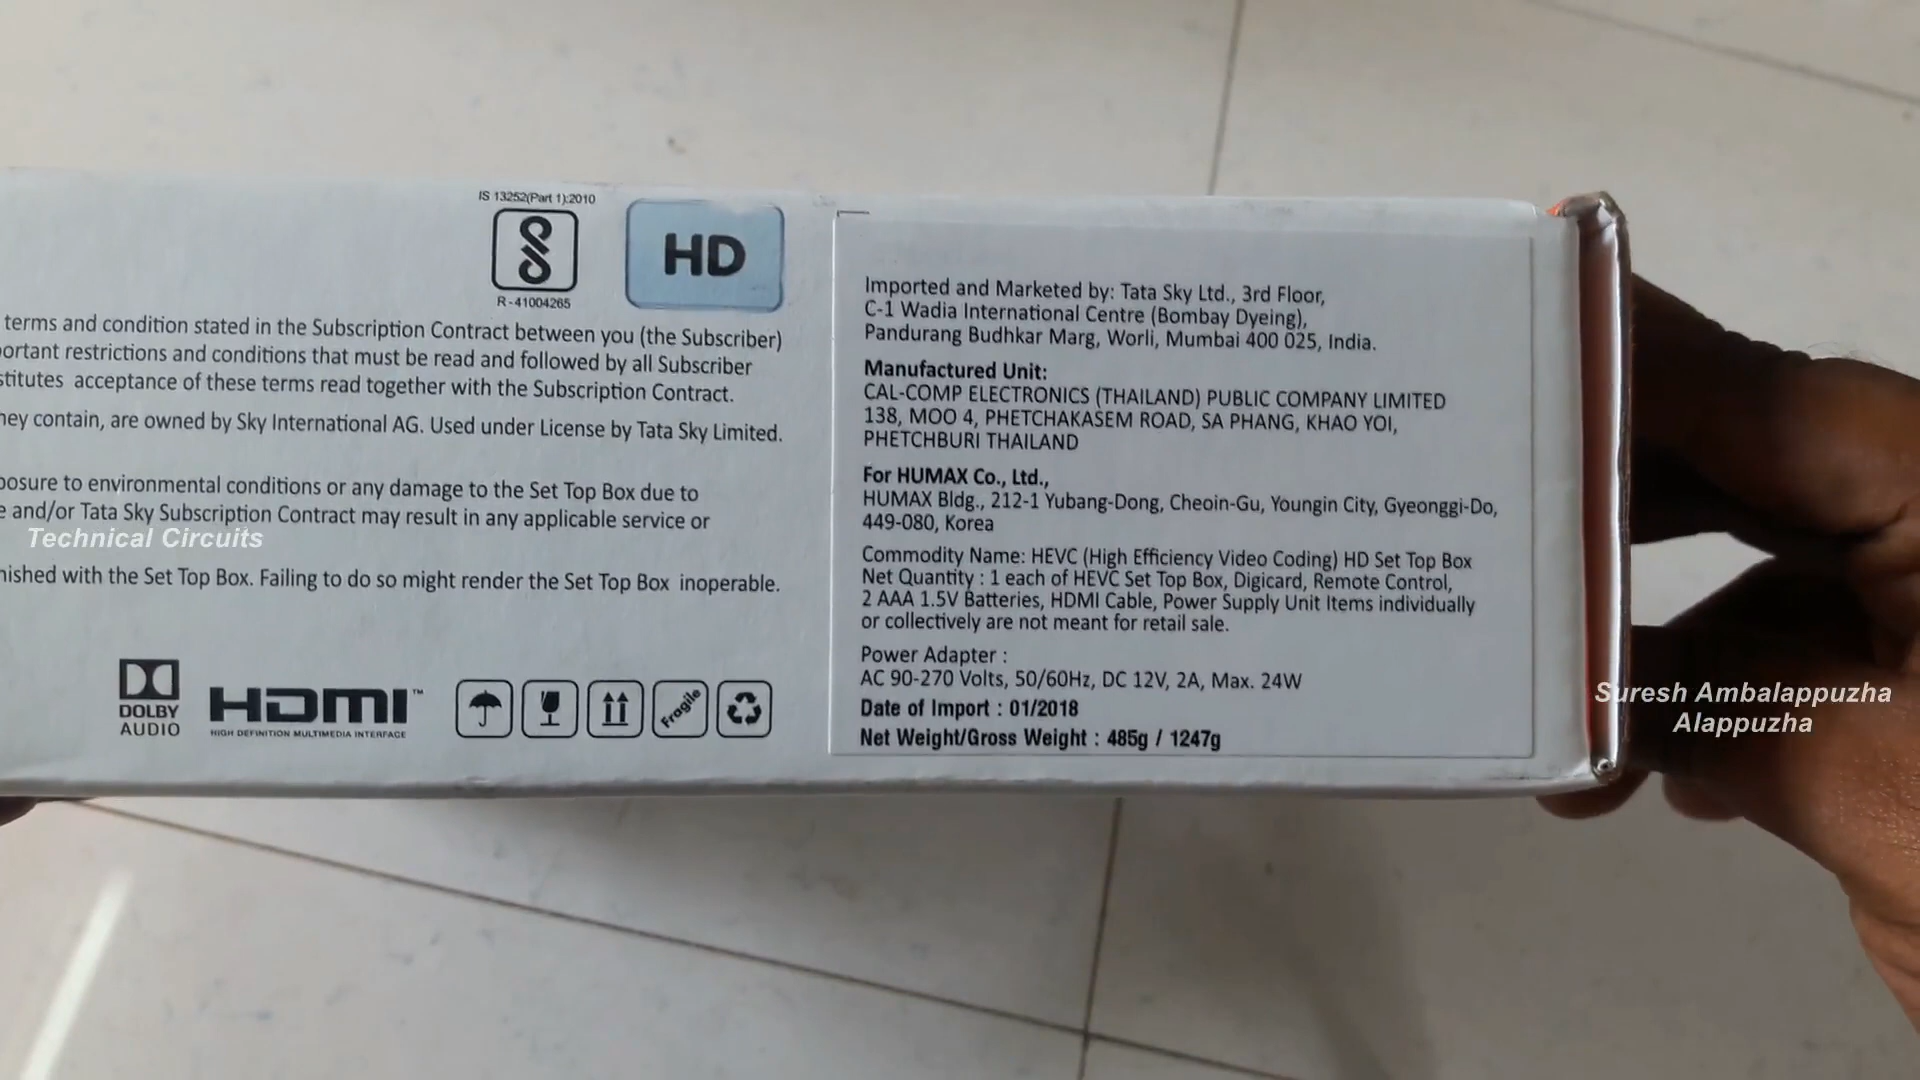 IS 13252(Part 1):2010
R-41004265
HD
terms and condition stated in the Subscription Contract between you (the Subscriber)
restrictions and conditions that must be read and followed by all Subscriber
acceptance of these terms read together with the Subscription Contract.
contain, are owned by Sky International AG. Used under License by Tata Sky Limited.
to environmental conditions or any damage to the Set Top Box due to
and/or Tata Sky Subscription Contract may result in any applicable service or
Technical Circuits
with the Set Top Box. Failing to do so might render the Set Top Box inoperable.
DOLBY
AUDIO
HDMI™
HIGH DEFINITION MULTIMEDIA INTERFACE
Fragile
Imported and Marketed by: Tata Sky Ltd., 3rd Floor,
C-1 Wadia International Centre (Bombay Dyeing),
Pandurang Budhkar Marg, Worli, Mumbai 400 025, India.
Manufactured Unit:
CAL-COMP ELECTRONICS (THAILAND) PUBLIC COMPANY LIMITED
138, MOO 4, PHETCHAKASEM ROAD, SA PHANG, KHAO YOI,
PHETCHBURI THAILAND
For HUMAX Co., Ltd.,
HUMAX Bldg., 212-1 Yubang-Dong, Cheoin-Gu, Youngin City, Gyeonggi-Do,
449-080, Korea
Commodity Name: HEVC (High Efficiency Video Coding) HD Set Top Box
Net Quantity : 1 each of HEVC Set Top Box, Digicard, Remote Control,
2 AAA 1.5V Batteries, HDMI Cable, Power Supply Unit Items individually
or collectively are not meant for retail sale.
Power Adapter :
AC 90-270 Volts, 50/60Hz, DC 12V, 2A, Max. 24W
Date of Import : 01/2018
Net Weight/Gross Weight : 485g / 1247g
Suresh Ambalappuzha
Alappuzha